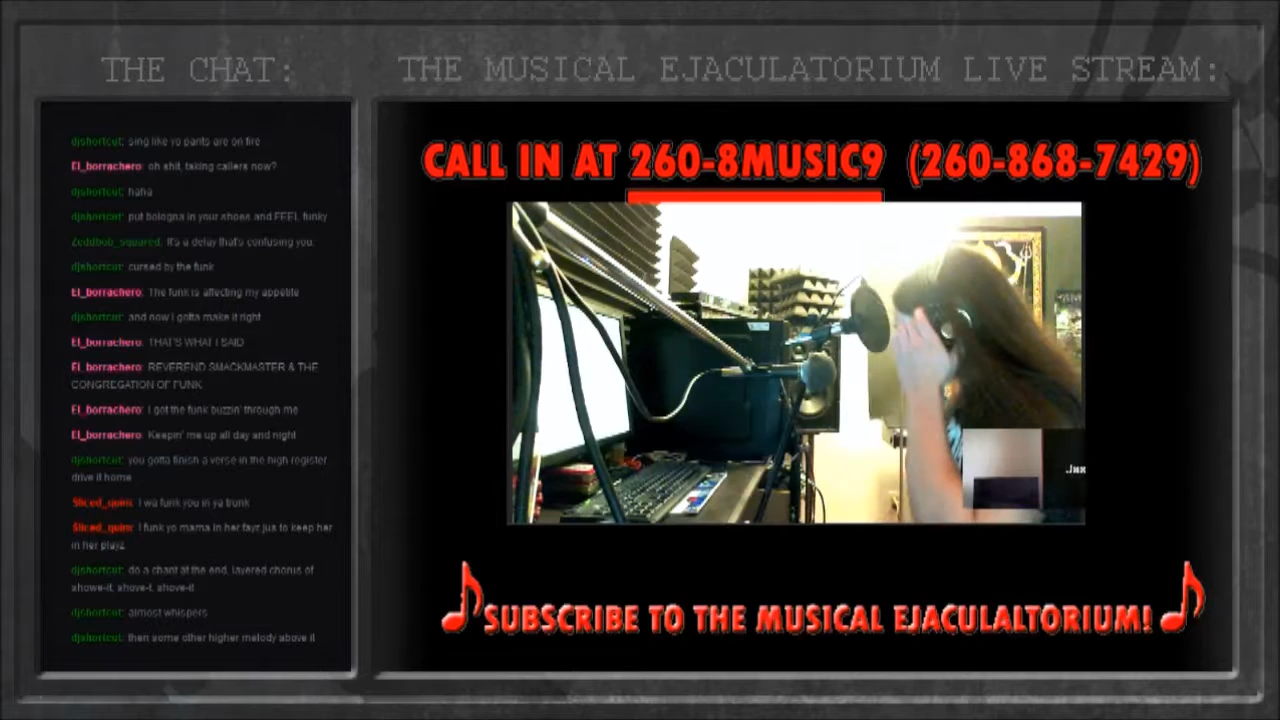 THE CHAT:
THE MUSICAL EJACULATORIUM LIVE STREAM:
djshortcut: sing like yo pants are on fire
El_borrachero: oh shit, taking callers now?
djshortcut: haha
djshortcut: put bologna in your shoes and FEEL funky
Zeddbob_squared: It's a delay that's confusing you.
djshortcut: cursed by the funk
El_borrachero: The funk is affecting my appetite
djshortcut: and now i gotta make it right
El_borrachero: THAT'S WHAT I SAID
El_borrachero: REVEREND SMACKMASTER & THE
CONGREGATION OF FUNK
El_borrachero: I got the funk buzzin' through me
El_borrachero: Keepin' me up all day and night
djshortcut: you gotta finish a verse in the high register
drive it home
Sliced_quim: I wa funk you in ya trunk
Sliced_quim: I funk yo mama in her fayz jus to keep her
in her playz
djshortcut: do a chant at the end, layered chorus of
shove-it, shove-t, shove-it
djshortcut: almost whispers
djshortcut: then some other higher melody above it
CALL IN AT 260-8MUSIC9 (260-868-7429)
SUBSCRIBE TO THE MUSICAL EJACULALTORIUM!